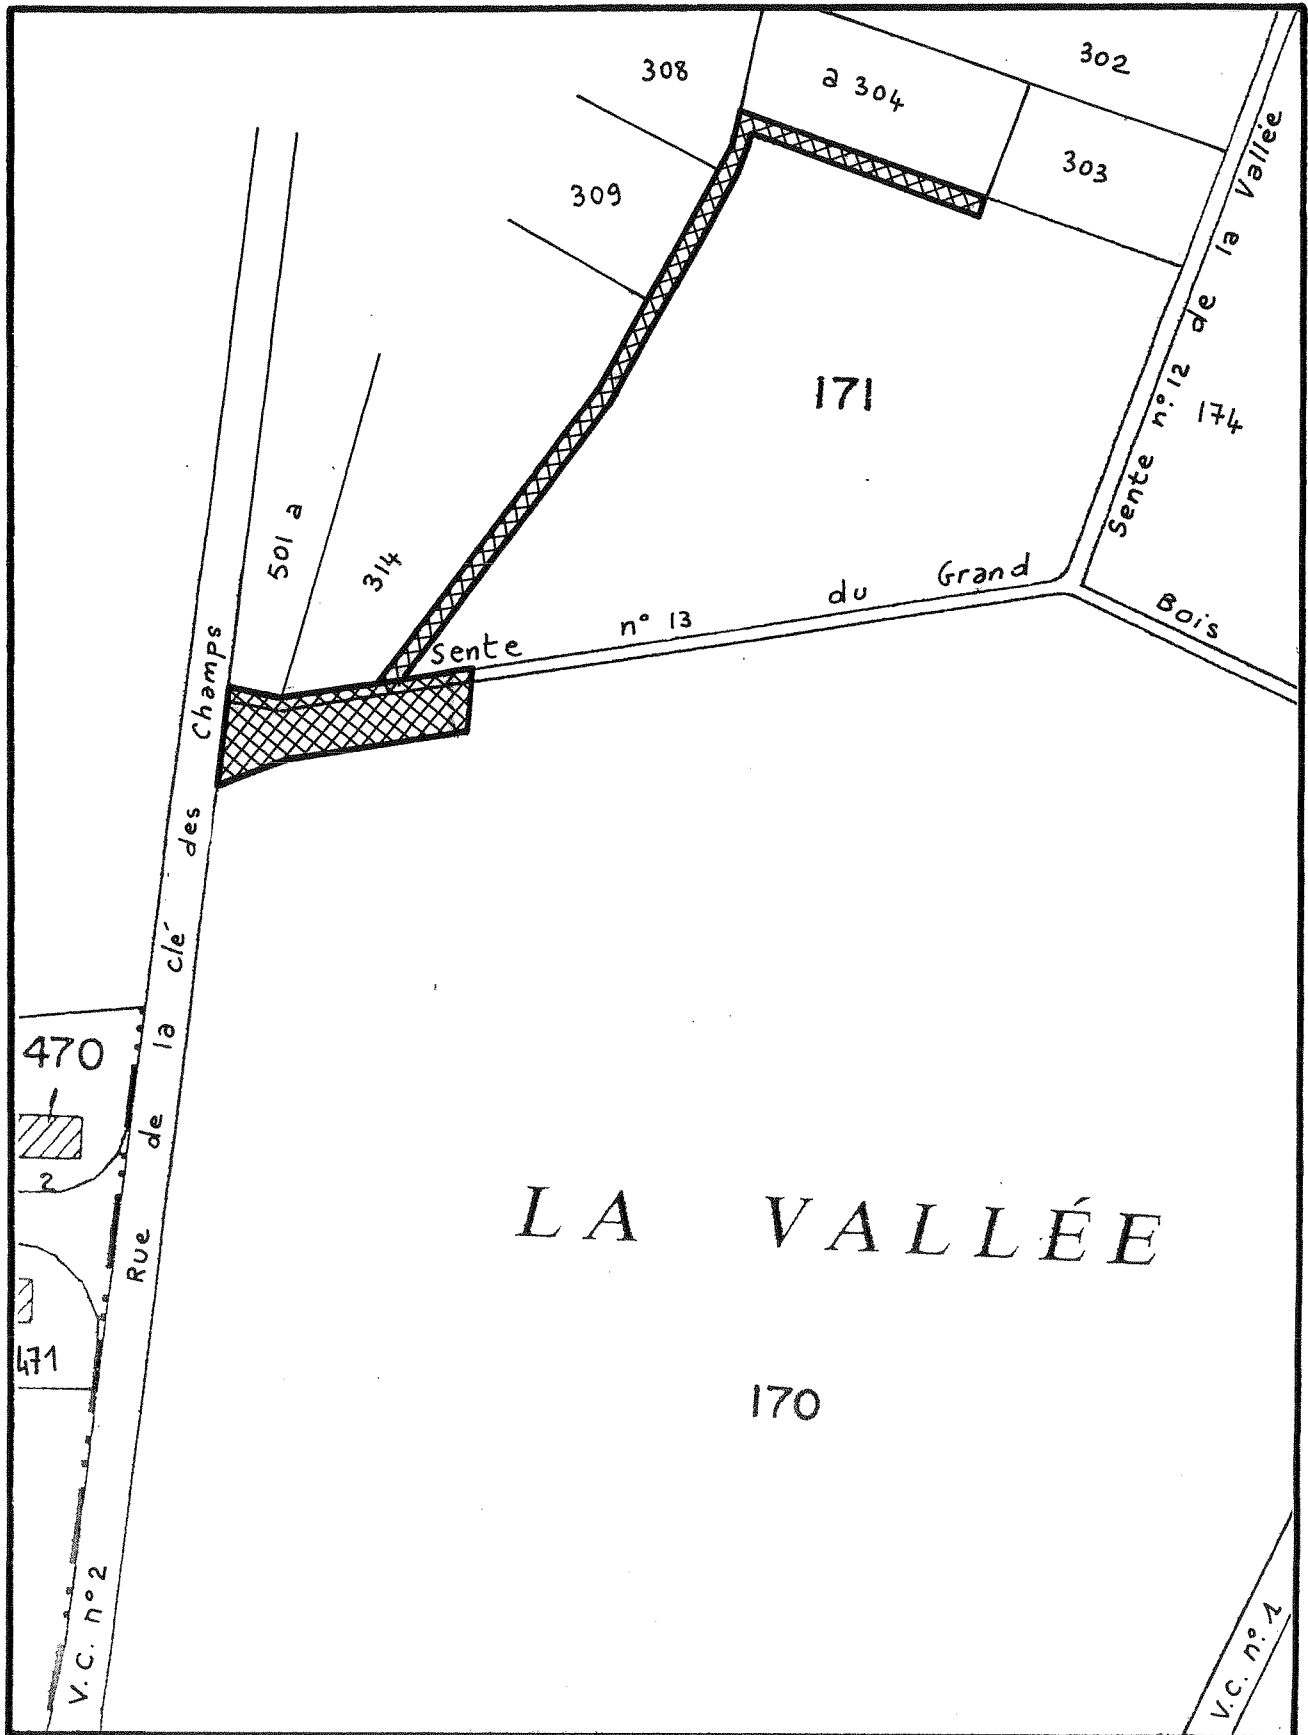 302
308
a 304
303
309
Sente n° 12 de la Vallée
171
174
501 a
314
Sente n° 13 du Grand Bois
470
2
471
LA VALLÉE
170
V.C. n° 2 Rue de la clé des Champs
V.C. n° 1